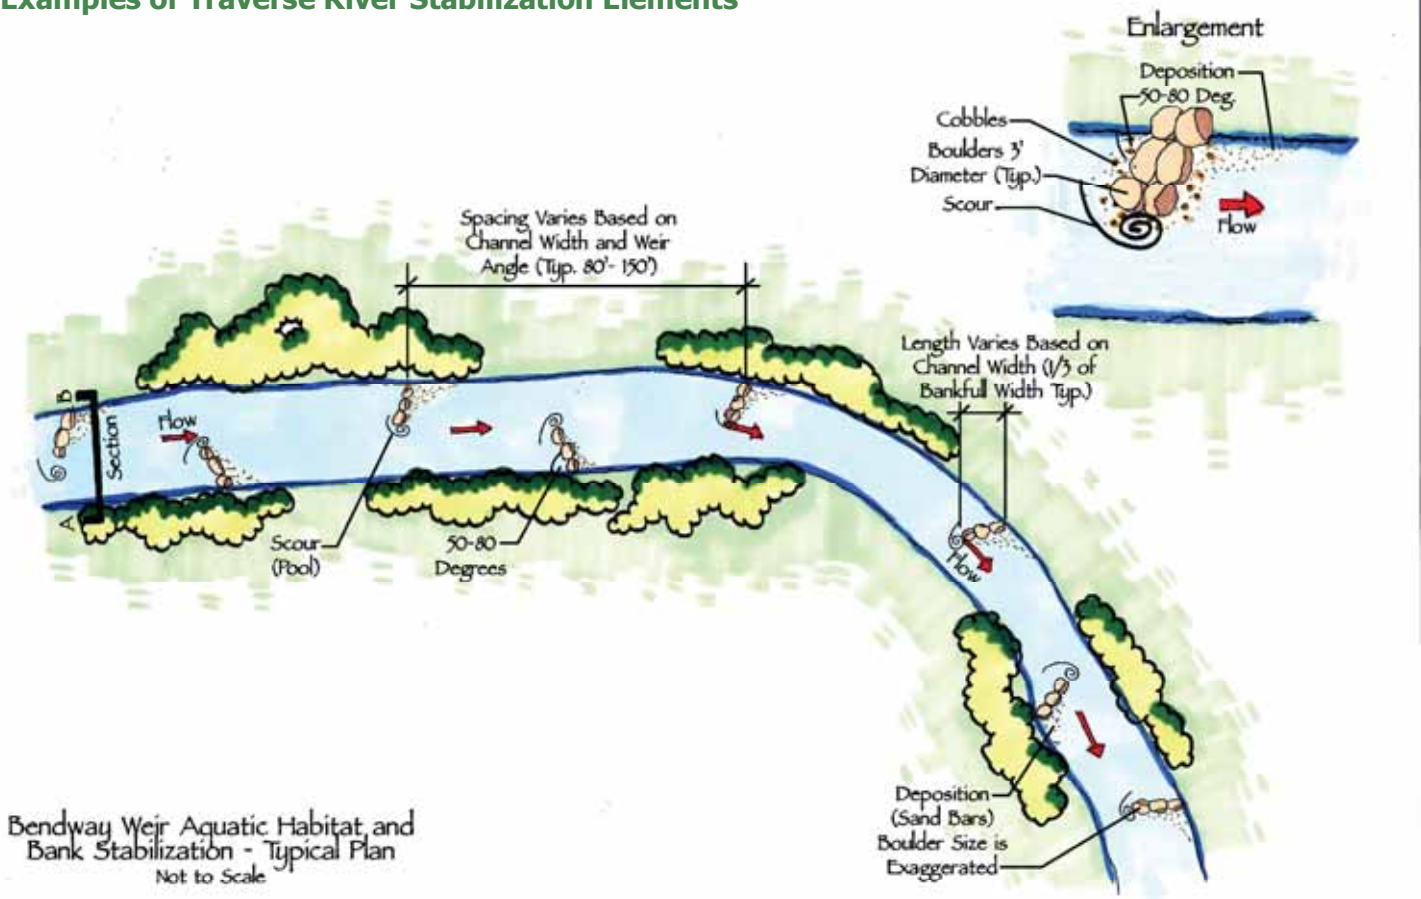 Examples of Traverse River Stabilization Elements
Enlargement
Deposition
50-80 Deg.
Cobbles
Boulders 3'
Diameter (Typ.)
Scour
Flow
Spacing Varies Based on
Channel Width and Weir
Angle (Typ. 80'- 150')
Length Varies Based on
Channel Width (1/3 of
Bankfull Width Typ.)
B
Section
A
Flow
Scour
(Pool)
50-80
Degrees
Flow
Deposition
(Sand Bars)
Boulder Size is
Exaggerated
Bendway Weir Aquatic Habitat and
Bank Stabilization - Typical Plan
Not to Scale